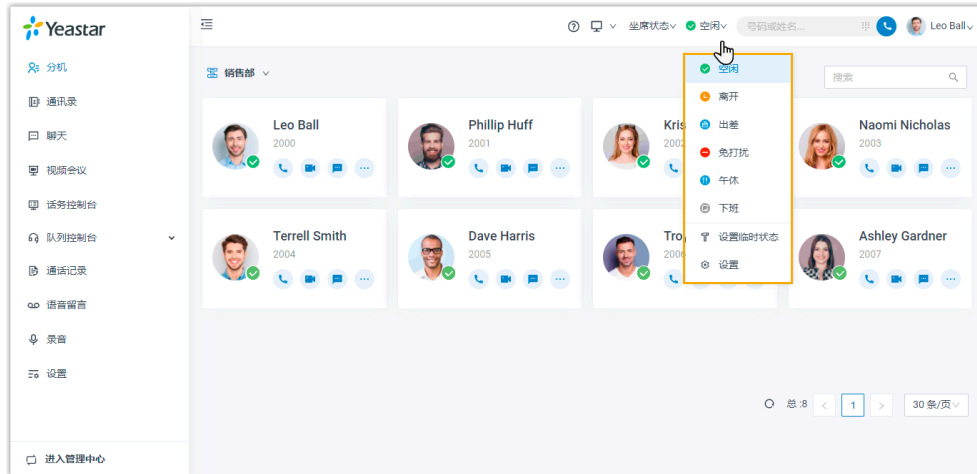 Yeastar
坐席状态
空闲
号码或姓名...
Leo Ball
分机
通讯录
聊天
视频会议
话务控制台
队列控制台
通话记录
语音留言
录音
设置
进入管理中心
销售部
搜索
空闲
离开
出差
免打扰
午休
下班
设置临时状态
设置
Leo Ball
2000
Phillip Huff
2001
Kris
2002
Naomi Nicholas
2003
Terrell Smith
2004
Dave Harris
2005
Tro
2006
Ashley Gardner
2007
总:8
1
30 条/页